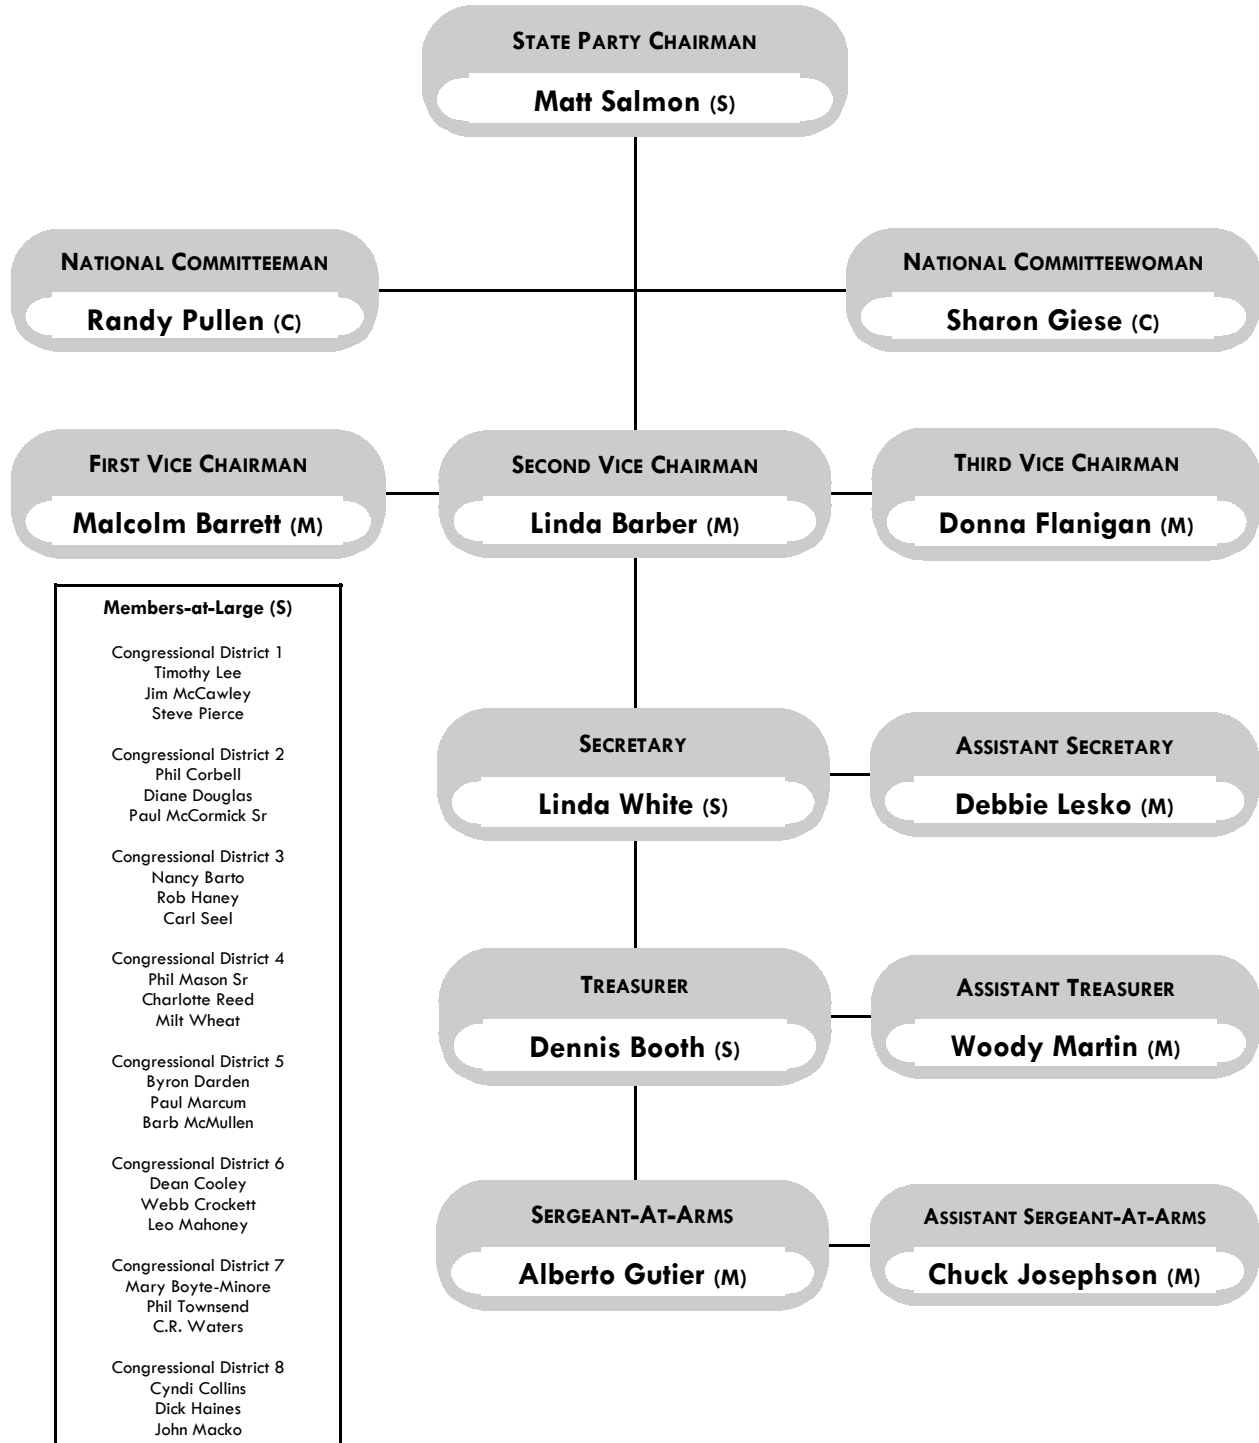 STATE PARTY CHAIRMAN
Matt Salmon (S)
NATIONAL COMMITTEEMAN
Randy Pullen (C)
NATIONAL COMMITTEEWOMAN
Sharon Giese (C)
FIRST VICE CHAIRMAN
Malcolm Barrett (M)
SECOND VICE CHAIRMAN
Linda Barber (M)
THIRD VICE CHAIRMAN
Donna Flanigan (M)
Members-at-Large (S)
Congressional District 1
Timothy Lee
Jim McCawley
Steve Pierce
Congressional District 2
Phil Corbell
Diane Douglas
Paul McCormick Sr
Congressional District 3
Nancy Barto
Rob Haney
Carl Seel
Congressional District 4
Phil Mason Sr
Charlotte Reed
Milt Wheat
Congressional District 5
Byron Darden
Paul Marcum
Barb McMullen
Congressional District 6
Dean Cooley
Webb Crockett
Leo Mahoney
Congressional District 7
Mary Boyte-Minore
Phil Townsend
C.R. Waters
Congressional District 8
Cyndi Collins
Dick Haines
John Macko
SECRETARY
Linda White (S)
ASSISTANT SECRETARY
Debbie Lesko (M)
TREASURER
Dennis Booth (S)
ASSISTANT TREASURER
Woody Martin (M)
SERGEANT-AT-ARMS
Alberto Gutier (M)
ASSISTANT SERGEANT-AT-ARMS
Chuck Josephson (M)